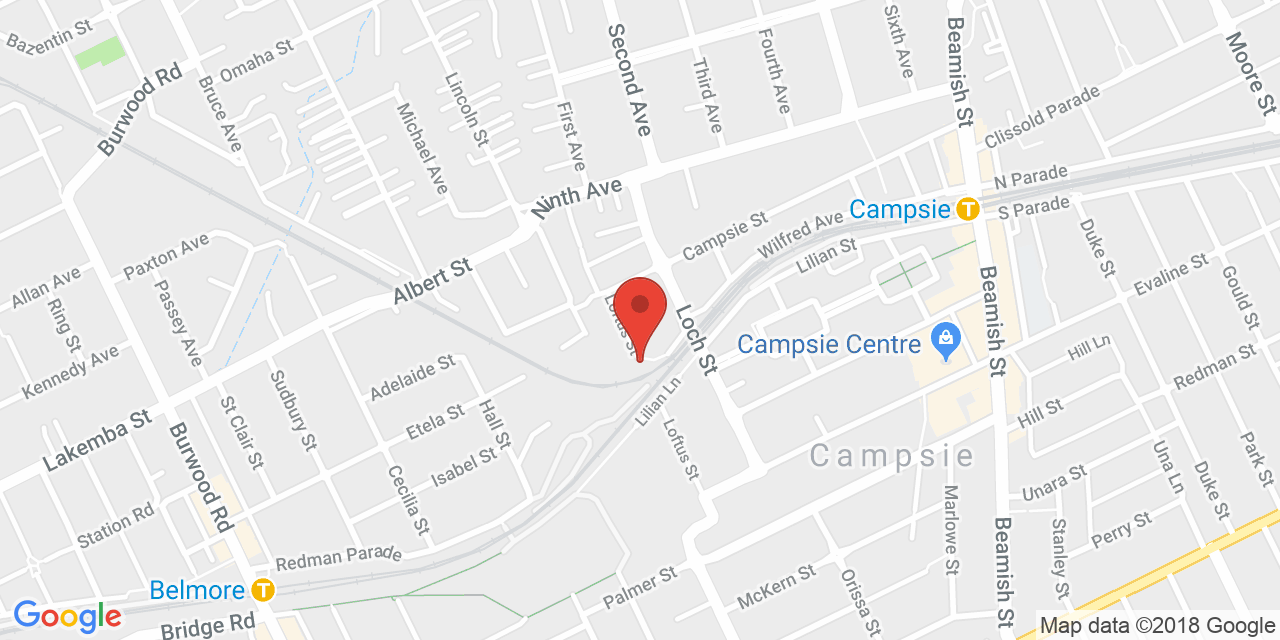 Bazentin St
Burwood Rd
Bruce Ave
Omaha St
Michael Ave
Lincoln St
First Ave
Second Ave
Third Ave
Fourth Ave
Sixth Ave
Beamish St
Moore St
Clissold Parade
N Parade
Ninth Ave
Campsie
T
S Parade
Campsie St
Wilfred Ave
Lilian St
Duke St
Evaline St
Gould St
Allan Ave
Paxton Ave
Albert St
Ring St
Passey Ave
Loftus St
Loch St
Beamish St
Campsie Centre
Hill Ln
Redman St
Kennedy Ave
Adelaide St
Sudbury St
St Clair St
Etela St
Hall St
Lilian Ln
Loftus St
Hill St
Lakemba St
Burwood Rd
Isabel St
Cecilia St
Campsie
Park St
Una Ln
Duke St
Unara St
Marlowe St
Station Rd
Perry St
Stanley St
Beamish St
Redman Parade
Belmore
T
Palmer St
McKern St
Orissa St
Google
Bridge Rd
Map data ©2018 Google